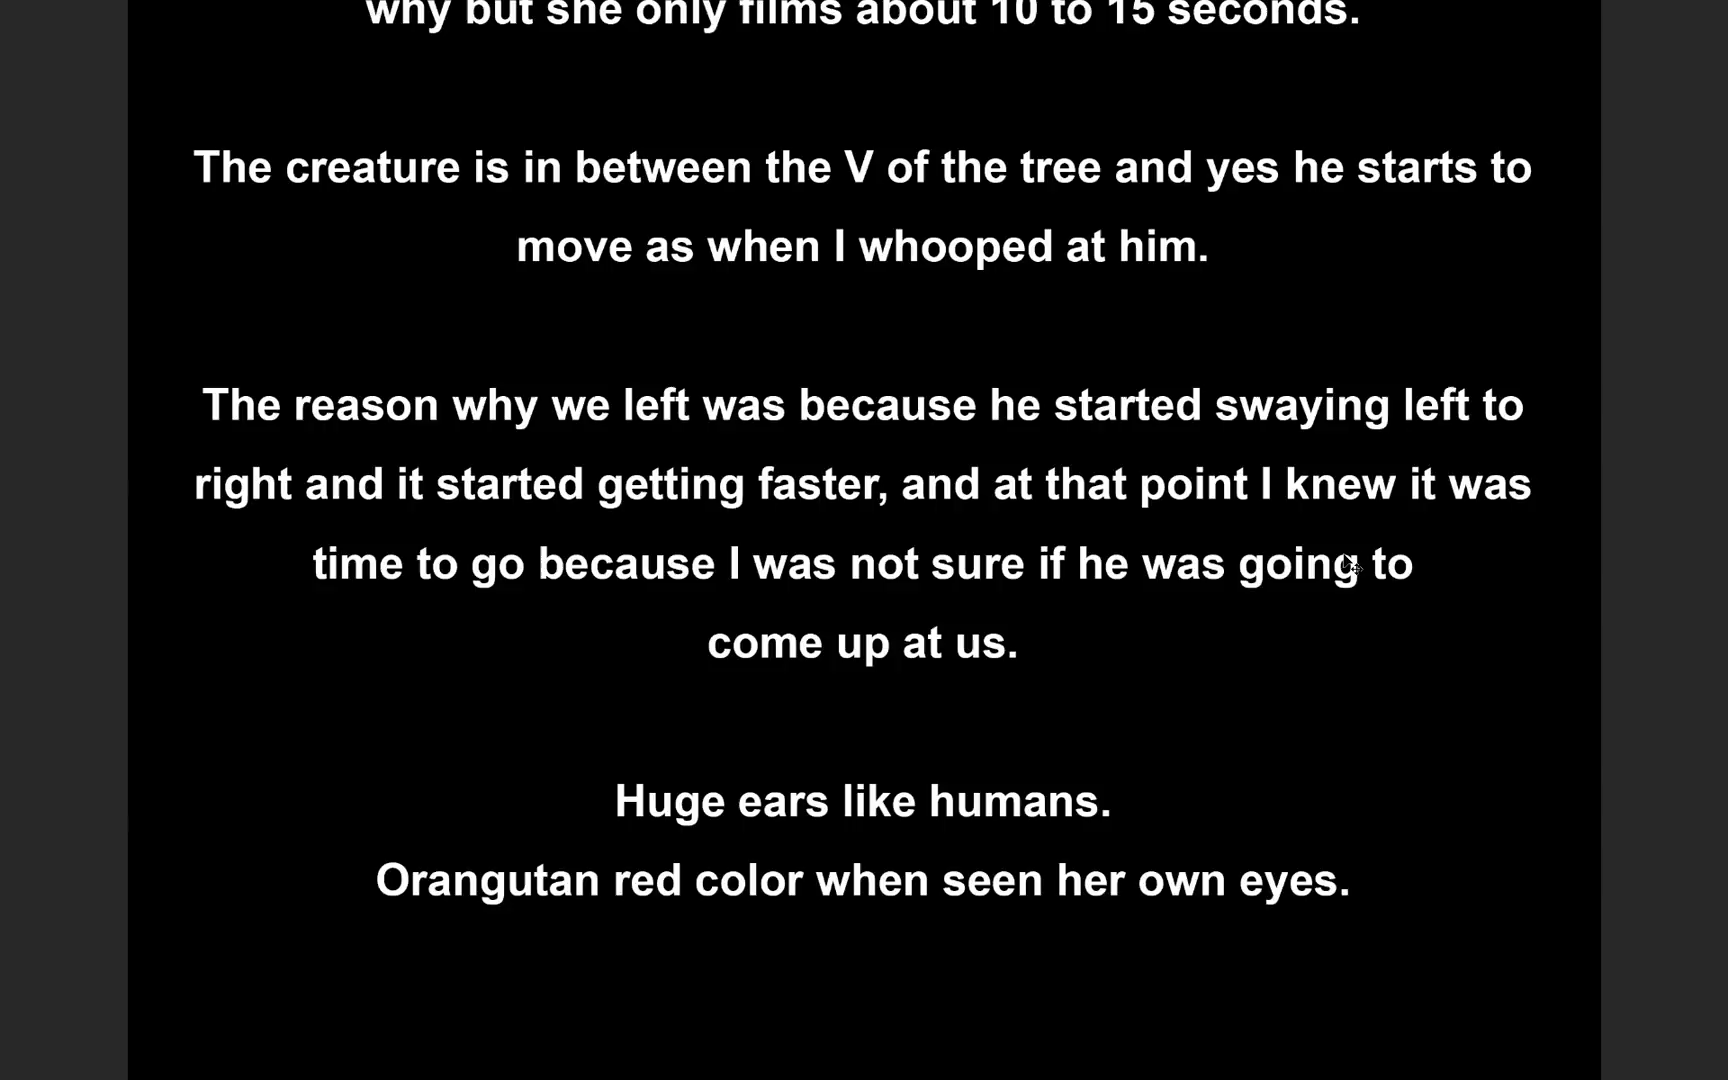 why but she only films about 10 to 15 seconds.
The creature is in between the V of the tree and yes he starts to
move as when I whooped at him.
The reason why we left was because he started swaying left to
right and it started getting faster, and at that point I knew it was
time to go because I was not sure if he was going to
come up at us.
Huge ears like humans.
Orangutan red color when seen her own eyes.